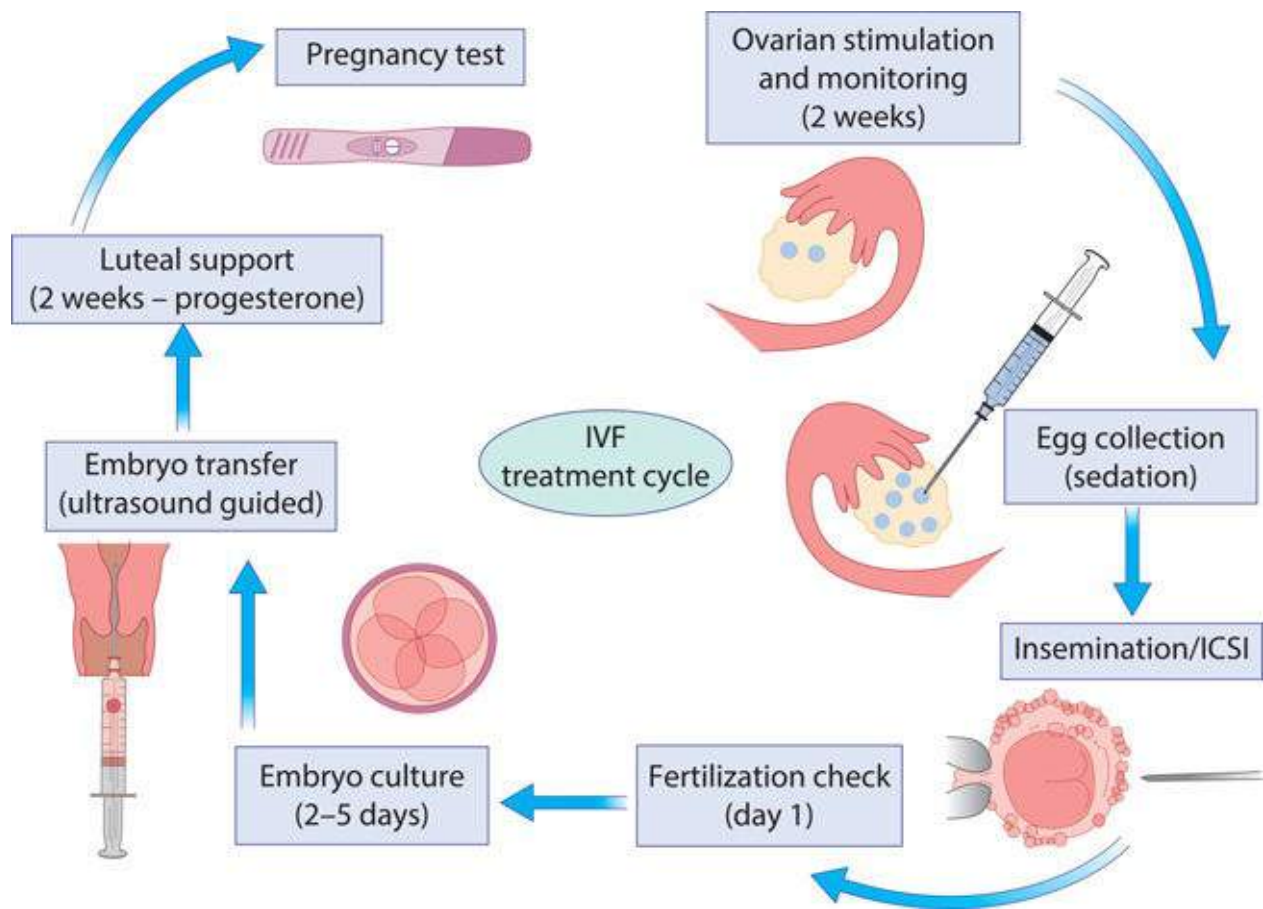 Ovarian stimulation
and monitoring
(2 weeks)
Egg collection
(sedation)
Insemination/ICSI
Fertilization check
(day 1)
Embryo culture
(2–5 days)
Embryo transfer
(ultrasound guided)
Luteal support
(2 weeks – progesterone)
Pregnancy test
IVF
treatment cycle